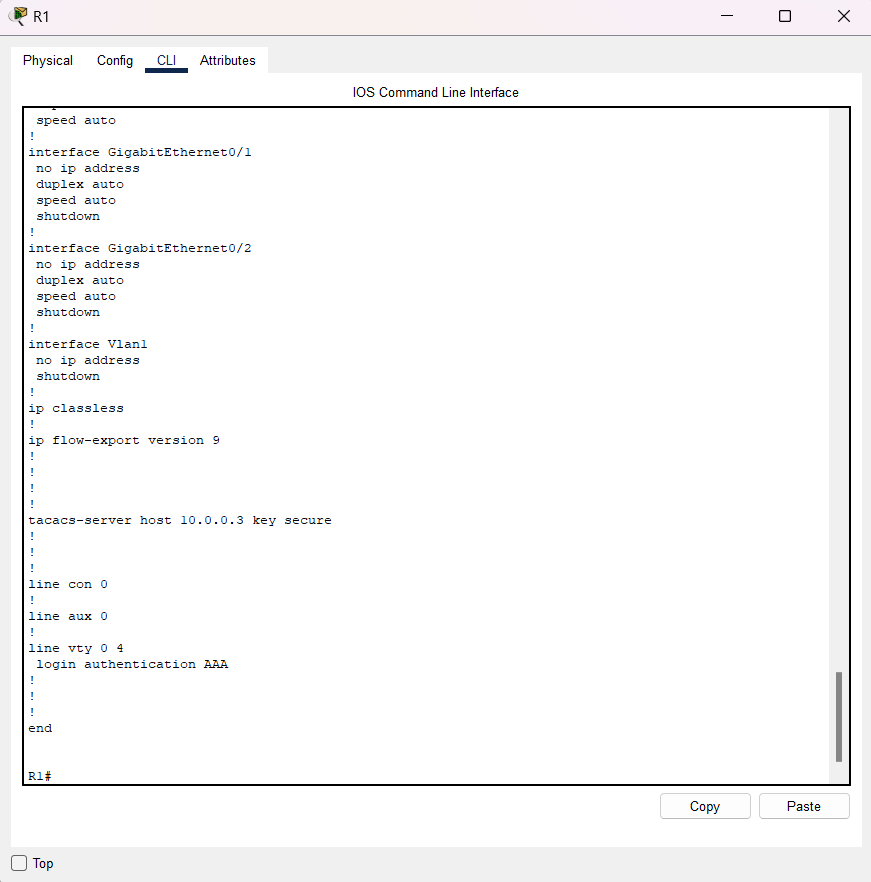 R1
Physical Config CLI Attributes
IOS Command Line Interface
speed auto
!
interface GigabitEthernet0/1
no ip address
duplex auto
speed auto
shutdown
!
interface GigabitEthernet0/2
no ip address
duplex auto
speed auto
shutdown
!
interface Vlan1
no ip address
shutdown
!
ip classless
!
ip flow-export version 9
!
!
!
!
tacacs-server host 10.0.0.3 key secure
!
!
!
line con 0
!
line aux 0
!
line vty 0 4
login authentication AAA
!
!
!
end
R1#
Copy Paste
Top